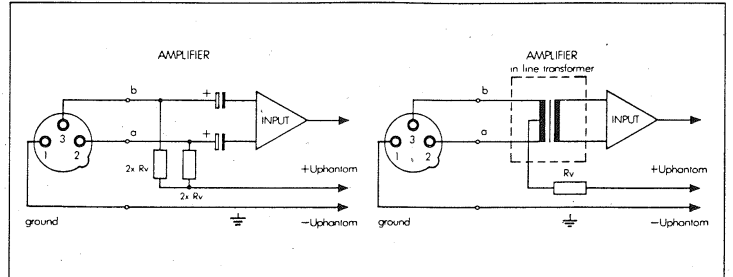 AMPLIFIER
b
+
3
1
2
a
+
INPUT
2x Rv
2x Rv
+Uphantom
ground
−Uphantom
AMPLIFIER
in line transformer
b
3
1
2
a
INPUT
+Uphantom
Rv
ground
−Uphantom